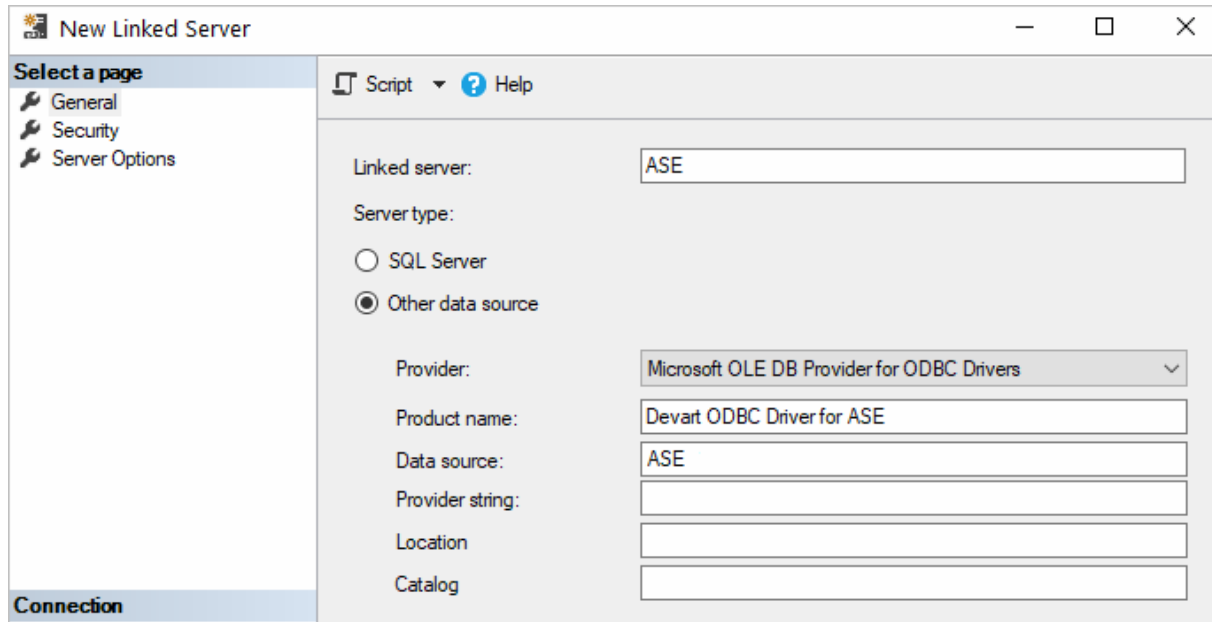 New Linked Server
Select a page
General
Security
Server Options
Connection
Script
Help
Linked server: ASE
Server type:
SQL Server
Other data source
Provider: Microsoft OLE DB Provider for ODBC Drivers
Product name: Devart ODBC Driver for ASE
Data source: ASE
Provider string:
Location
Catalog